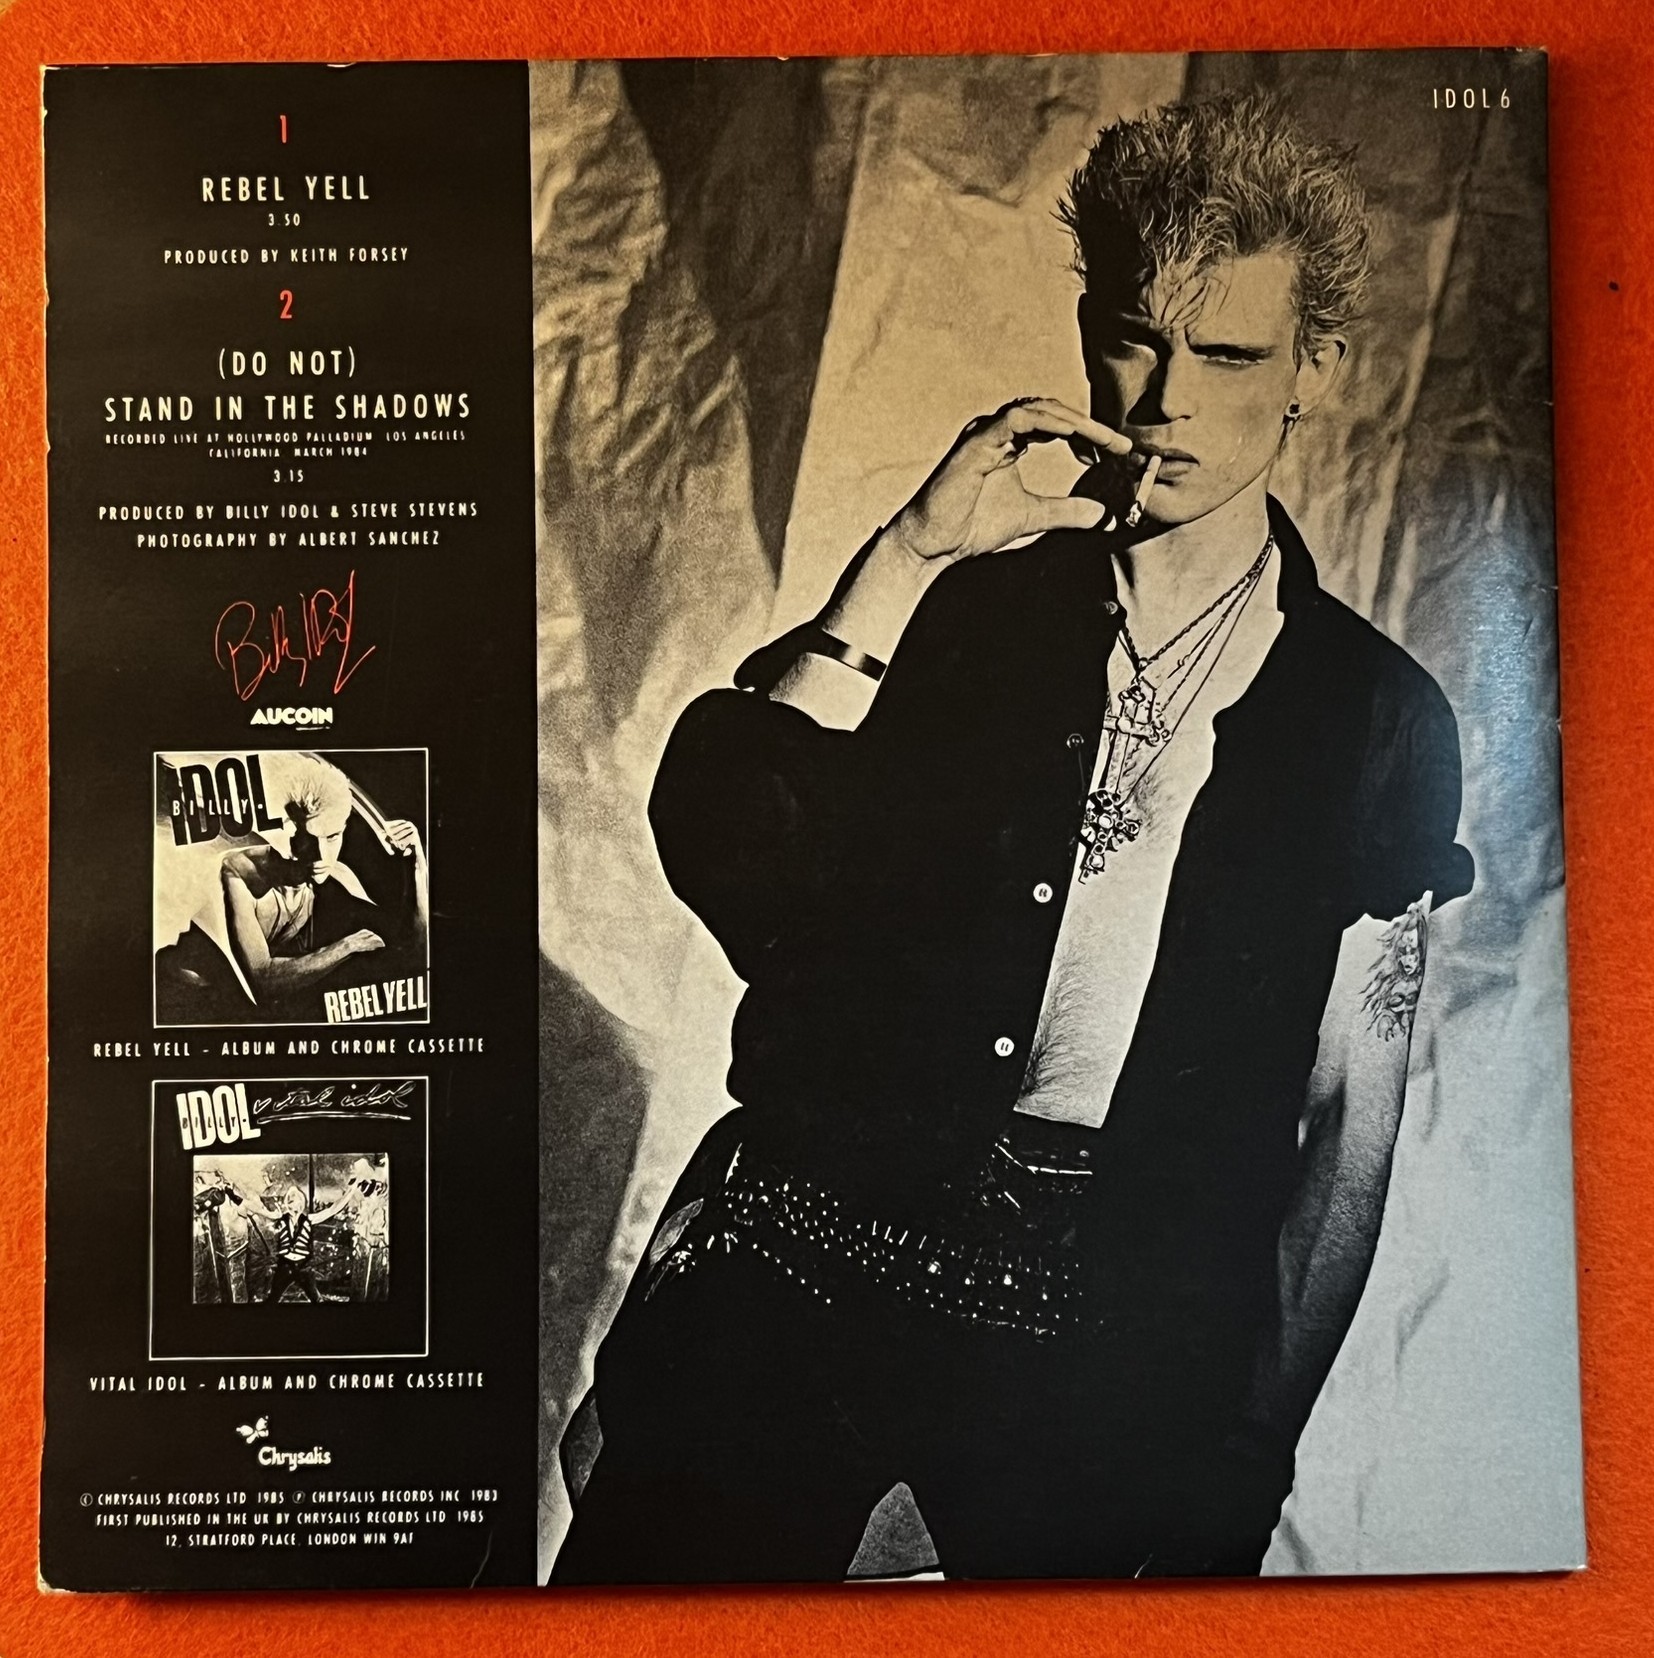 1
REBEL YELL
3.50
PRODUCED BY KEITH FORSEY
2
(DO NOT)
STAND IN THE SHADOWS
RECORDED LIVE AT HOLLYWOOD PALLADIUM LOS ANGELES
CALIFORNIA MARCH 1984
3.15
PRODUCED BY BILLY IDOL & STEVE STEVENS
PHOTOGRAPHY BY ALBERT SANCHEZ
Billy Idol
AUCOIN
IDOL
BILLY·
REBEL YELL
REBEL YELL - ALBUM AND CHROME CASSETTE
IDOL vital idol
BILLY·
VITAL IDOL - ALBUM AND CHROME CASSETTE
Chrysalis
© CHRYSALIS RECORDS LTD 1985 ℗ CHRYSALIS RECORDS INC 1983
FIRST PUBLISHED IN THE UK BY CHRYSALIS RECORDS LTD 1985
12, STRATFORD PLACE, LONDON W1N 9AF
IDOL 6